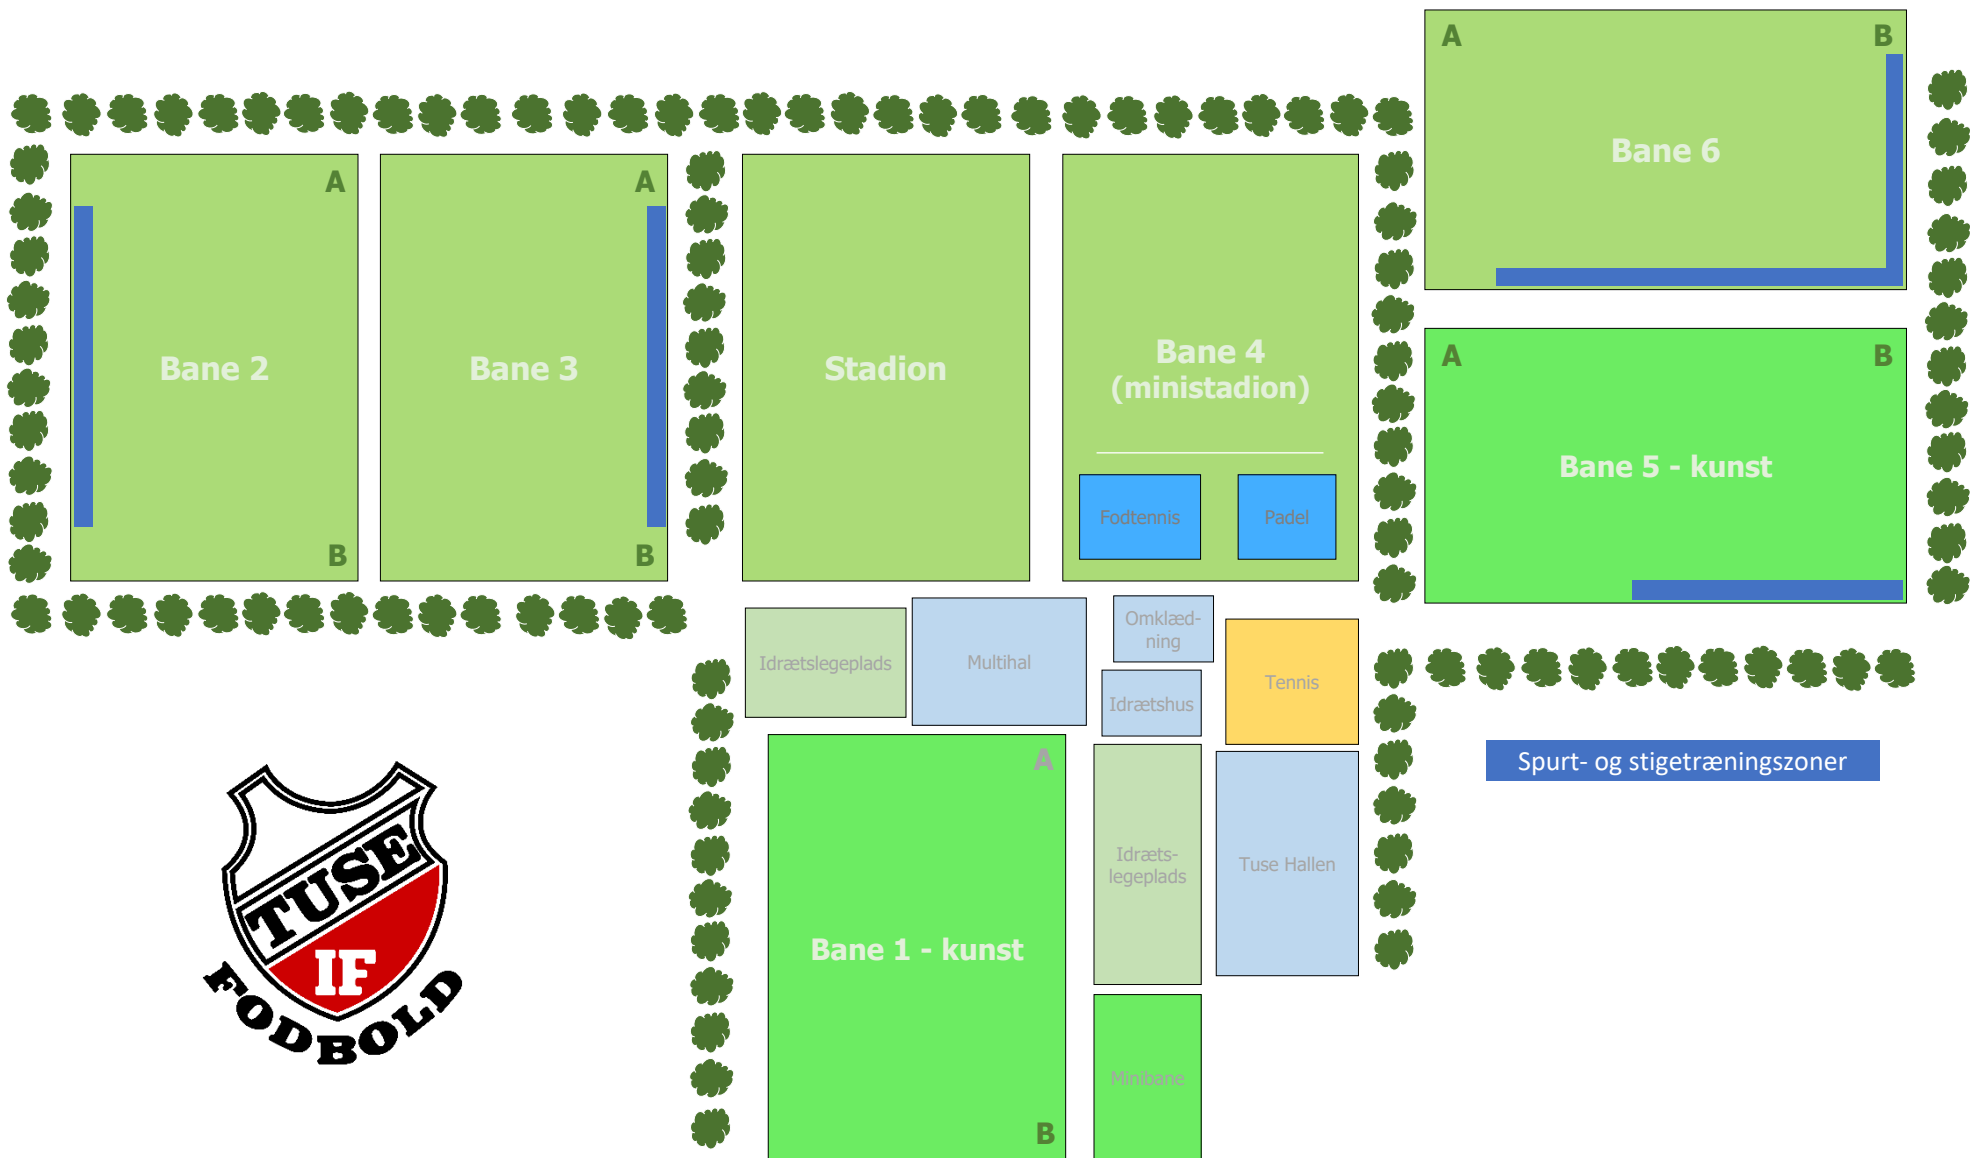 A
B
Bane 6
A
A
Bane 2
Bane 3
Stadion
Bane 4
(ministadion)
A
B
Bane 5 - kunst
Fodtennis
Padel
B
B
Idrætslegeplads
Multihal
Omklæd-
ning
Idrætshus
Tennis
Spurt- og stigetræningszoner
A
Bane 1 - kunst
B
Idræts-
legeplads
Tuse Hallen
Minibane
TUSE
IF
FODBOLD